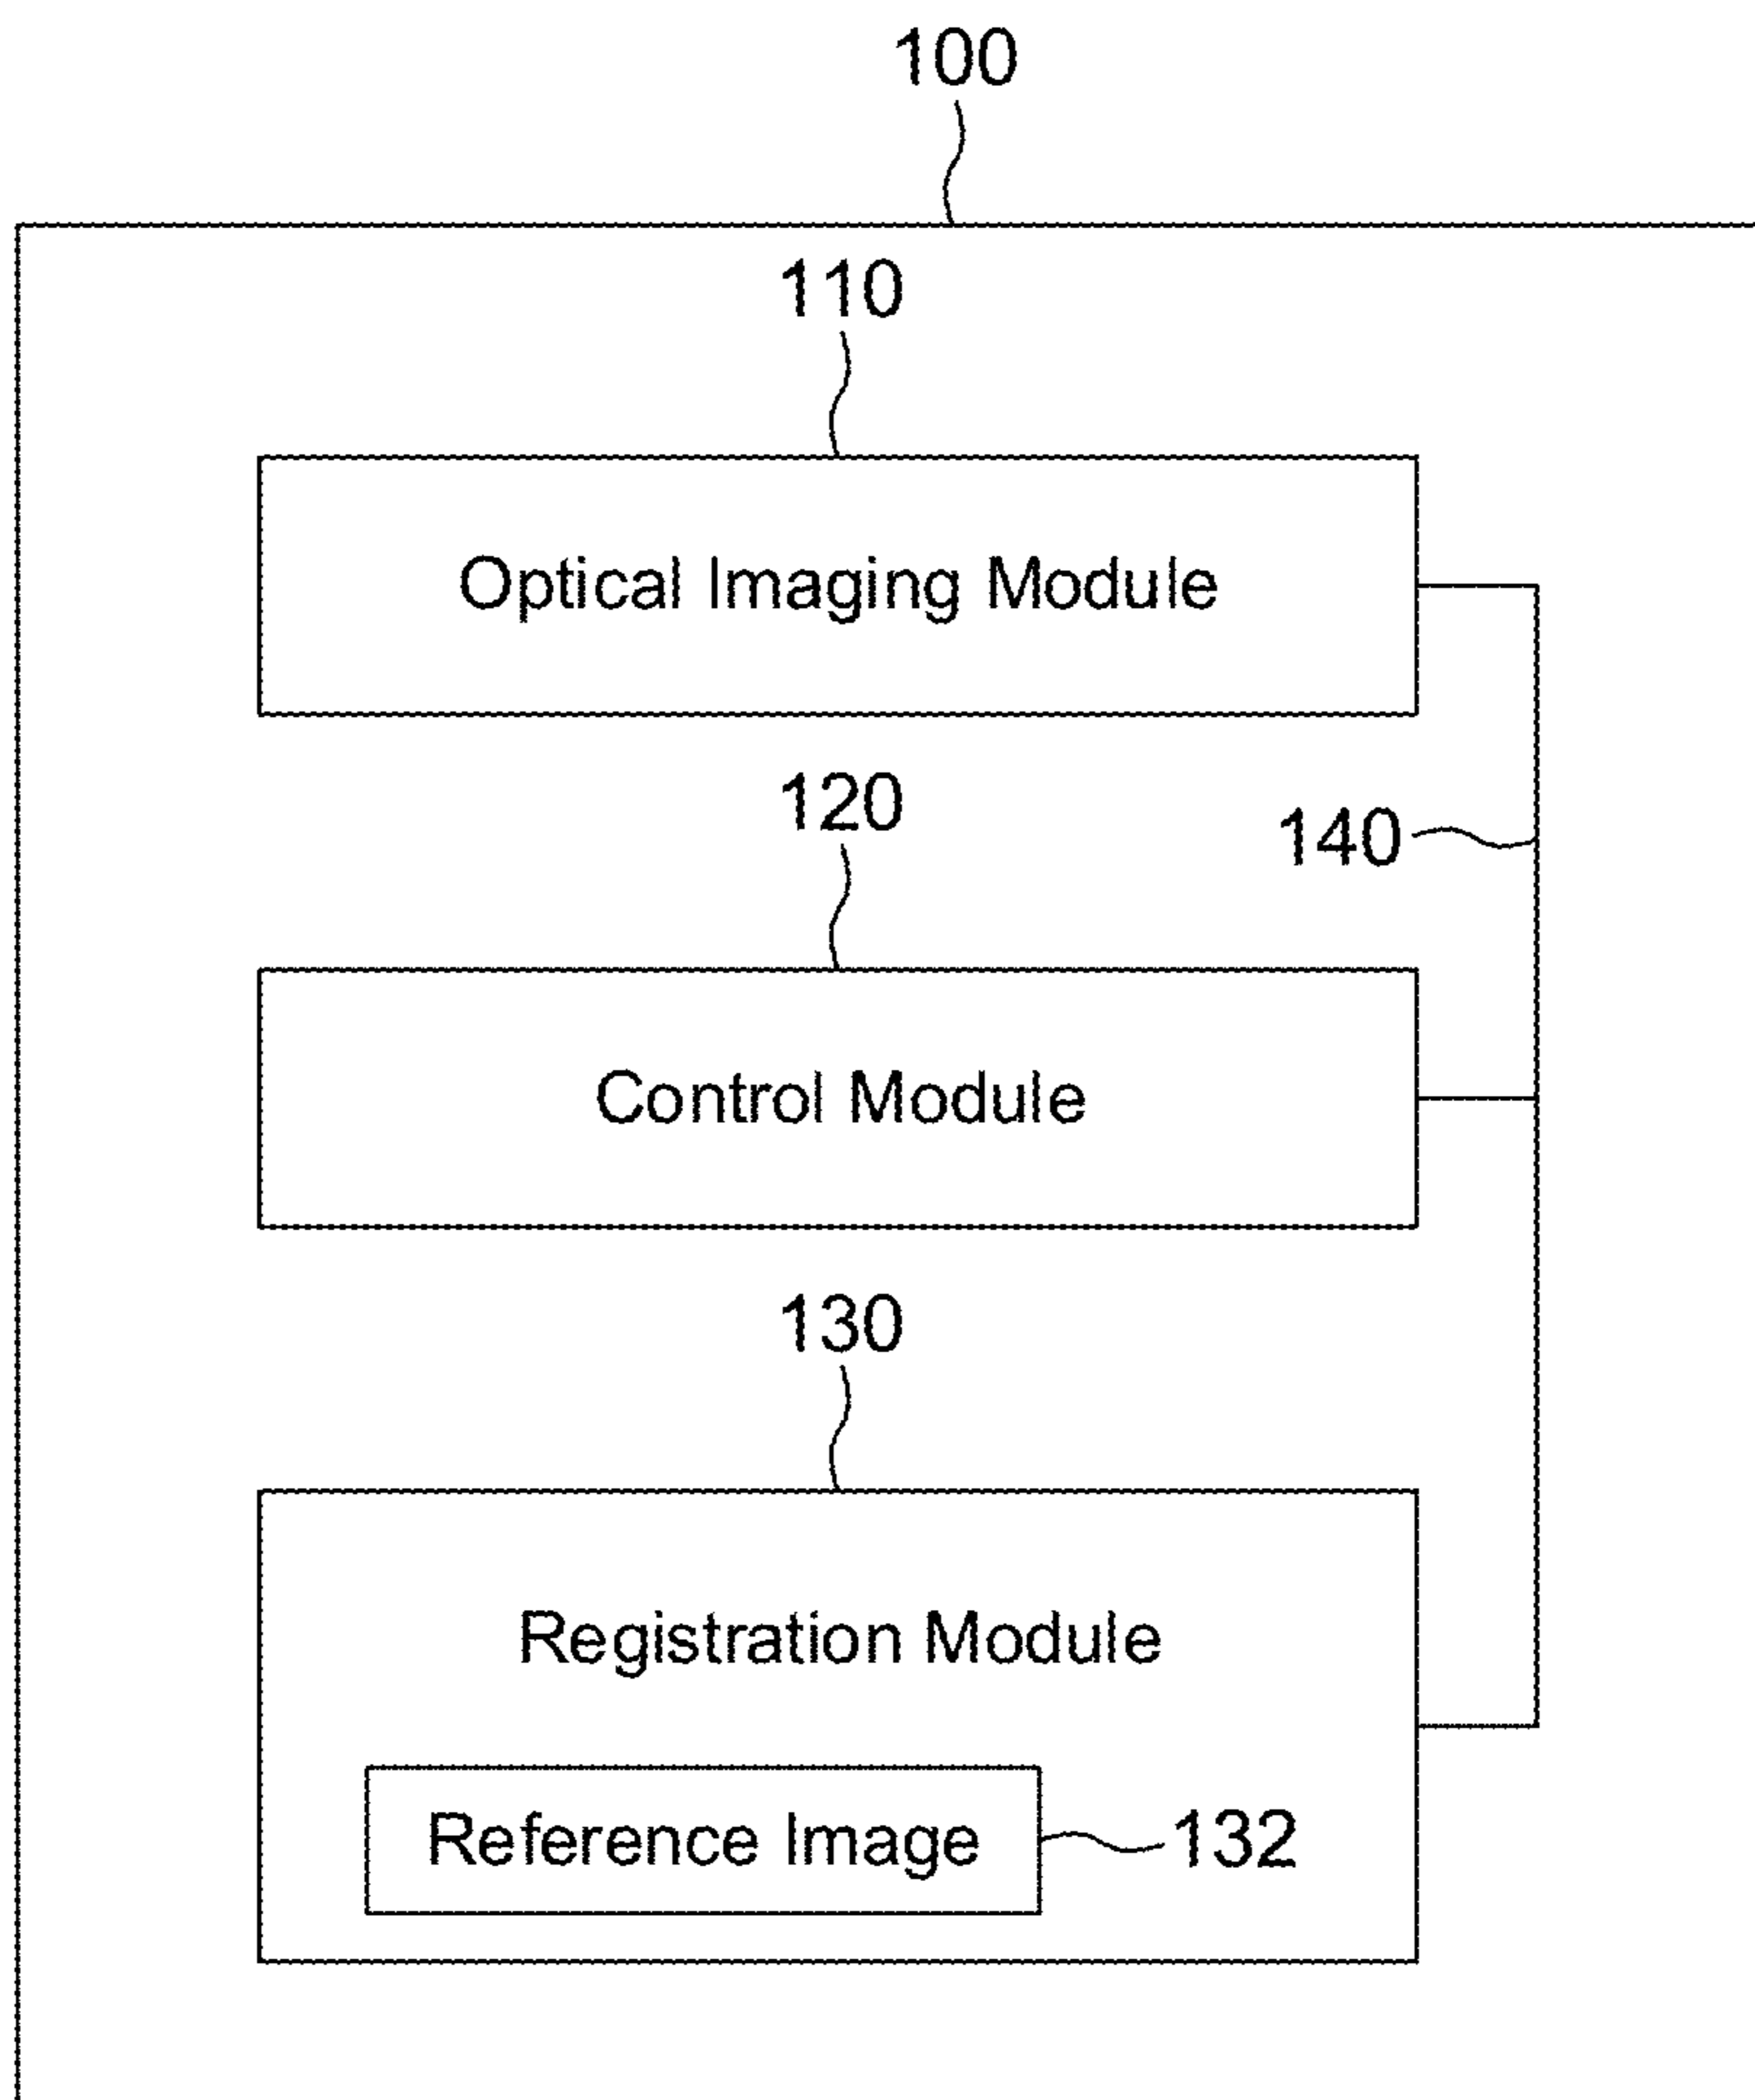 100
110
Optical Imaging Module
120
140
Control Module
130
Registration Module
Reference Image
132